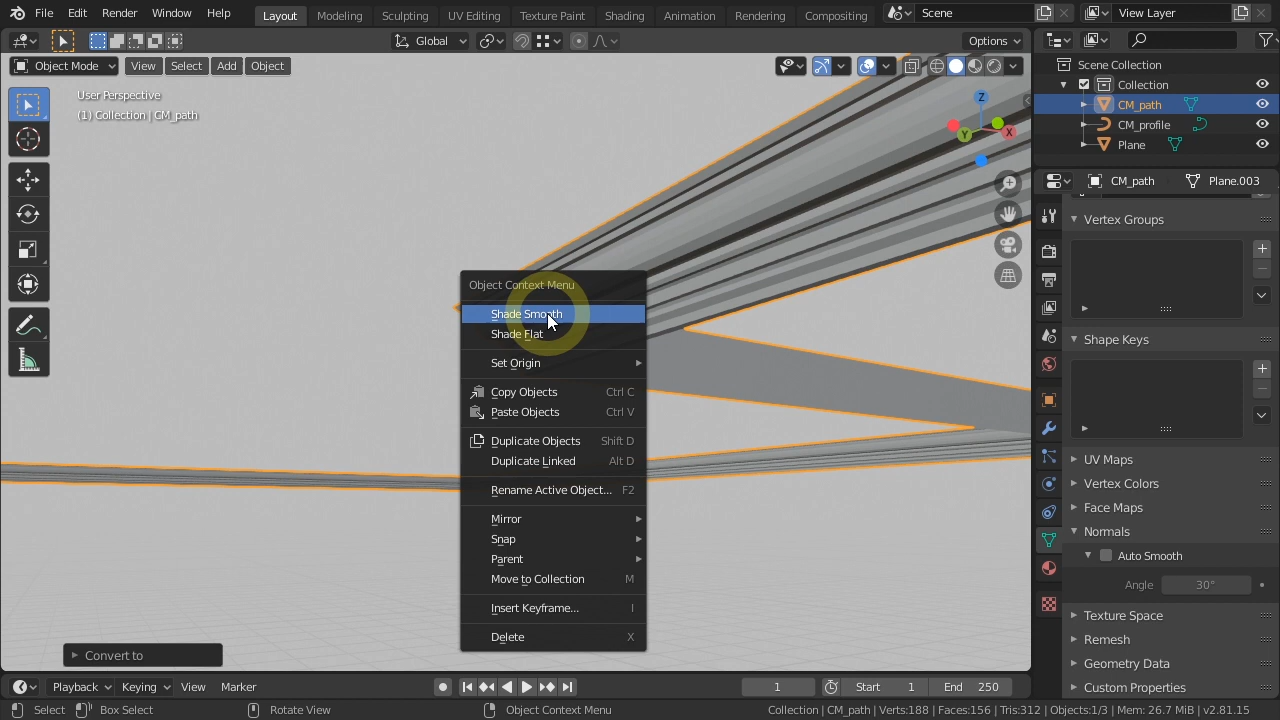 File Edit Render Window Help Layout Modeling Sculpting UV Editing Texture Paint Shading Animation Rendering Compositing Scene View Layer
Global Options
Object Mode View Select Add Object
User Perspective
(1) Collection | CM_path
Z
X
Y
Scene Collection
Collection
CM_path
CM_profile
Plane
CM_path Plane.003
Vertex Groups
Shape Keys
UV Maps
Vertex Colors
Face Maps
Normals
Auto Smooth
Angle 30°
Texture Space
Remesh
Geometry Data
Custom Properties
Object Context Menu
Shade Smooth
Shade Flat
Set Origin
Copy Objects Ctrl C
Paste Objects Ctrl V
Duplicate Objects Shift D
Duplicate Linked Alt D
Rename Active Object... F2
Mirror
Snap
Parent
Move to Collection M
Insert Keyframe... I
Delete X
Convert to
Playback Keying View Marker 1 Start 1 End 250
Select Box Select Rotate View Object Context Menu Collection | CM_path | Verts:188 | Faces:156 | Tris:312 | Objects:1/3 | Mem: 26.7 MiB | v2.81.15